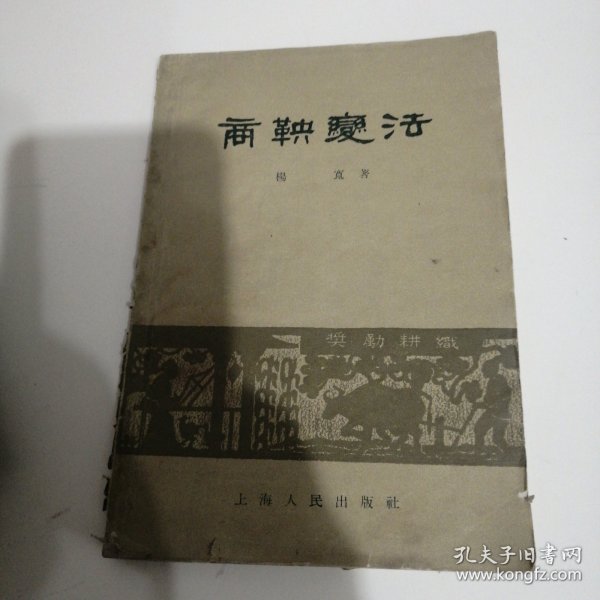 商鞅變法
楊 寬 著
獎勵耕織
上海人民出版社
孔夫子旧书网
www.kongfz.com